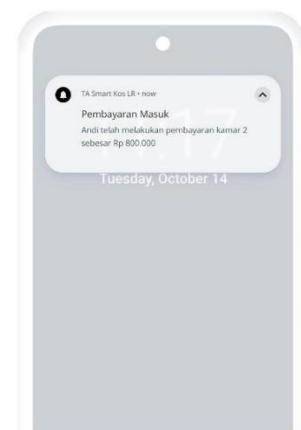 TA Smart Kos LR • now
Pembayaran Masuk
Andi telah melakukan pembayaran kamar 2
sebesar Rp 800.000
Tuesday, October 14